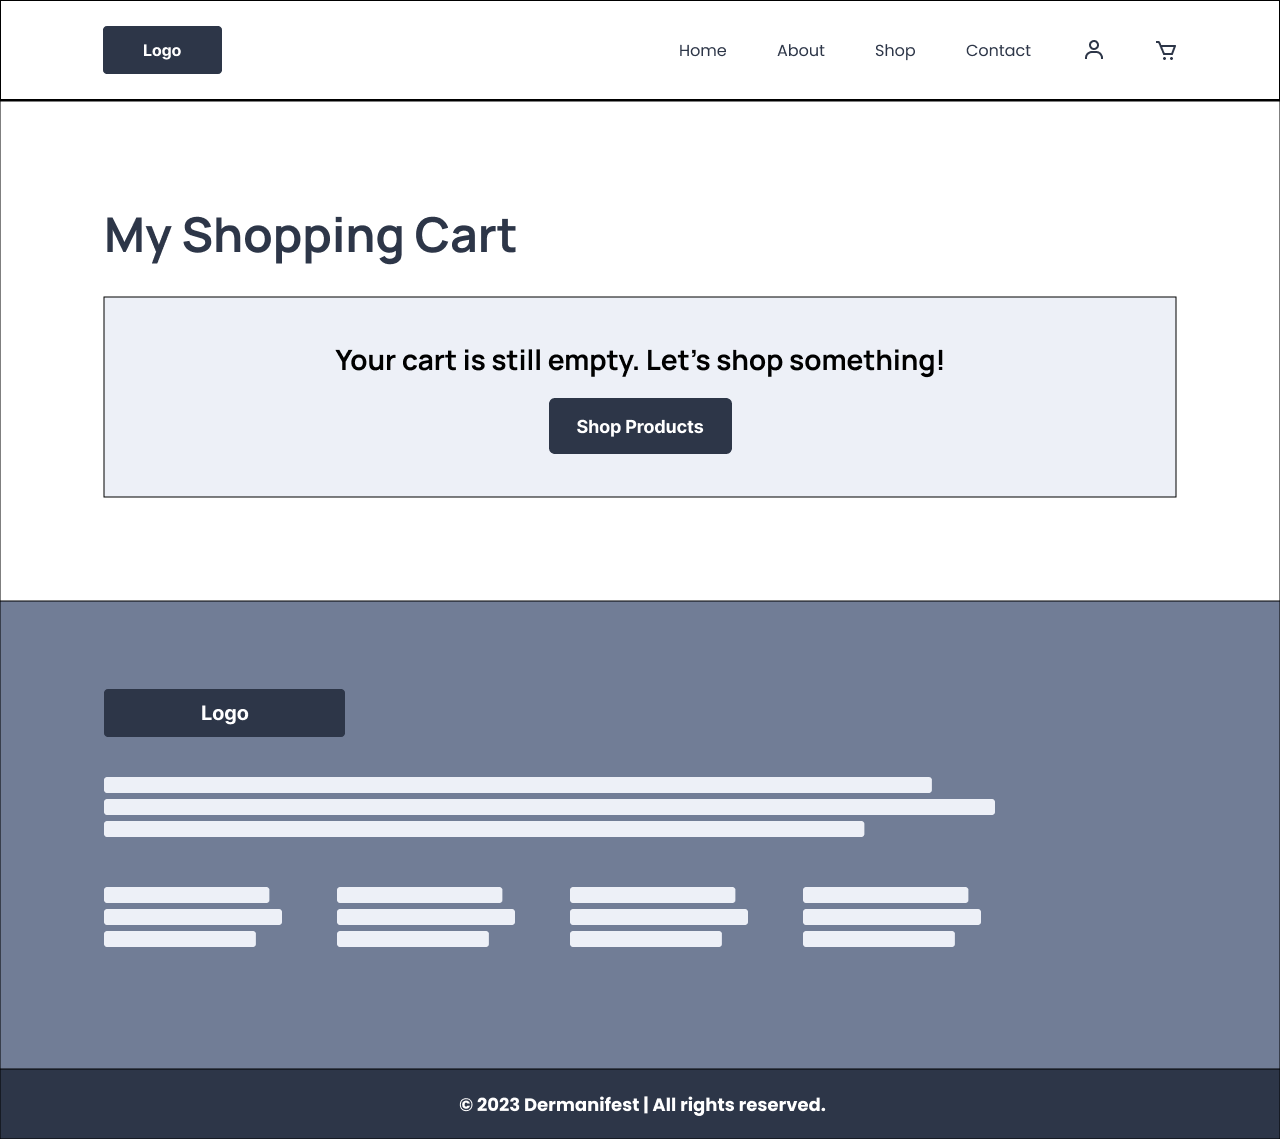 Logo
Home About Shop Contact
My Shopping Cart
Your cart is still empty. Let's shop something!
Shop Products
Logo
© 2023 Dermanifest | All rights reserved.